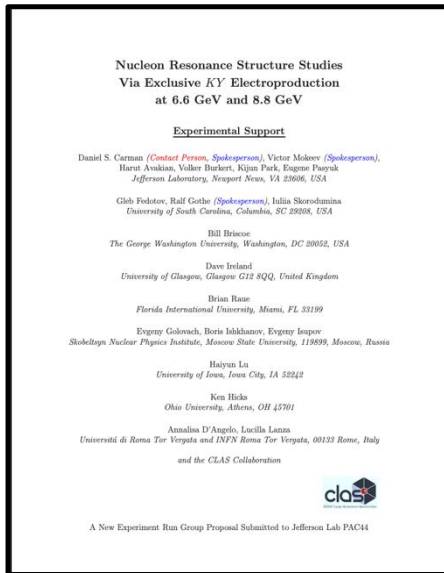 Nucleon Resonance Structure Studies
Via Exclusive KY Electroproduction
at 6.6 GeV and 8.8 GeV
Experimental Support
Daniel S. Carman (Contact Person, Spokesperson), Victor Mokeev (Spokesperson),
Harut Avakian, Volker Burkert, Kijun Park, Eugene Pasyuk
Jefferson Laboratory, Newport News, VA 23606, USA
Gleb Fedotov, Ralf Gothe (Spokesperson), Iuliia Skorodumina
University of South Carolina, Columbia, SC 29208, USA
Bill Briscoe
The George Washington University, Washington, DC 20052, USA
Dave Ireland
University of Glasgow, Glasgow G12 8QQ, United Kingdom
Brian Raue
Florida International University, Miami, FL 33199
Evgeny Golovach, Boris Ishkhanov, Evgeny Isupov
Skobeltsyn Nuclear Physics Institute, Moscow State University, 119899, Moscow, Russia
Haiyun Lu
University of Iowa, Iowa City, IA 52242
Ken Hicks
Ohio University, Athens, OH 45701
Annalisa D'Angelo, Lucilla Lanza
Universitá di Roma Tor Vergata and INFN Roma Tor Vergata, 00133 Rome, Italy
and the CLAS Collaboration
clas
A New Experiment Run Group Proposal Submitted to Jefferson Lab PAC44